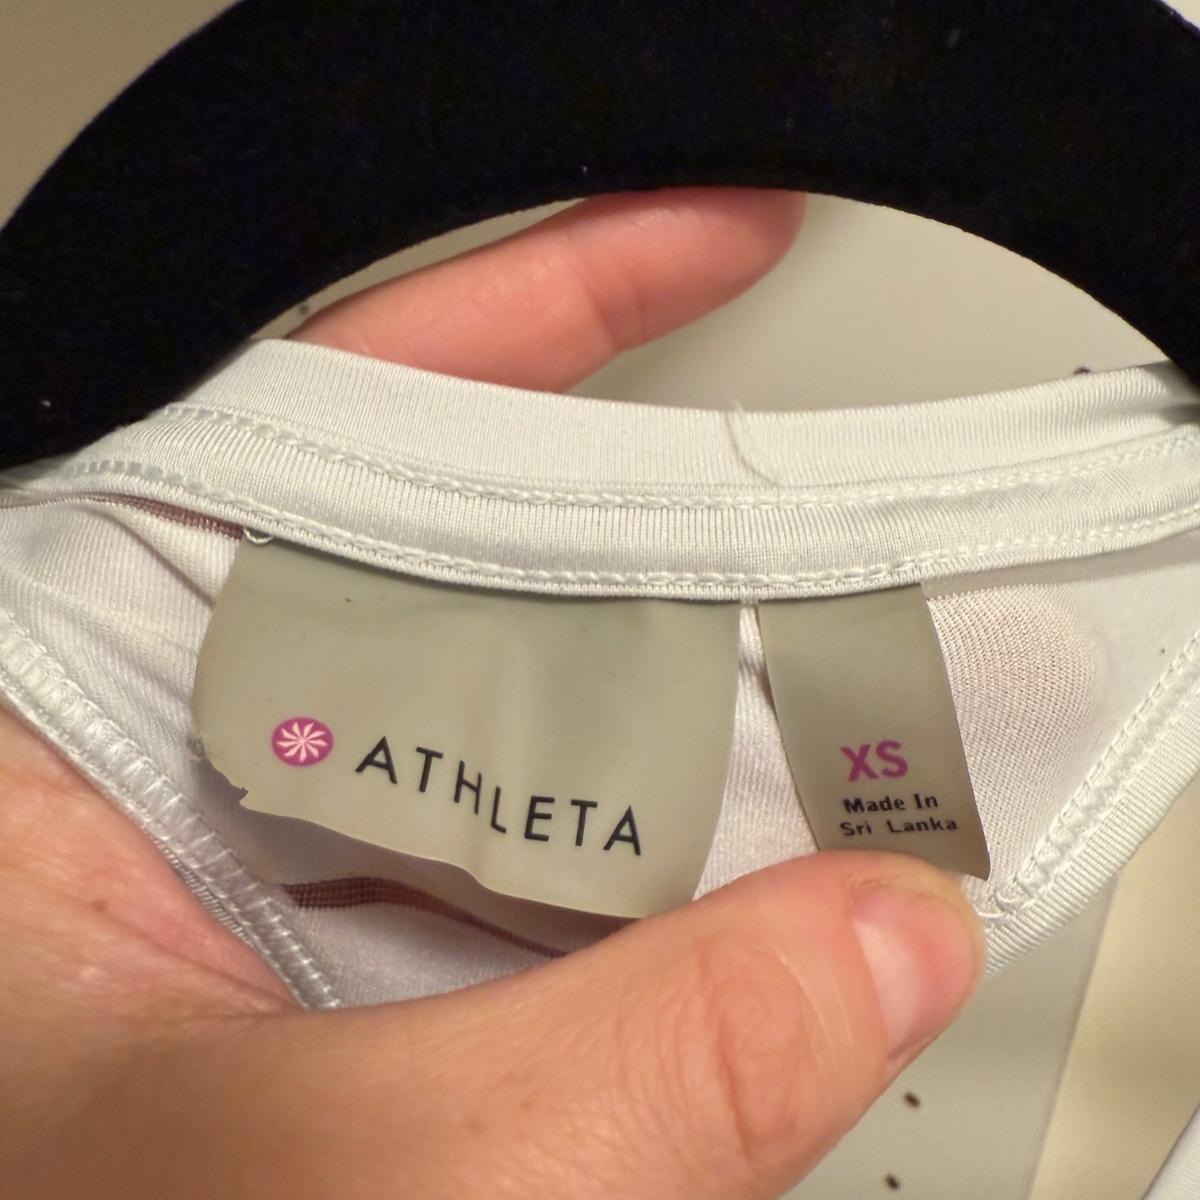 ATHLETA
XS
Made In
Sri Lanka